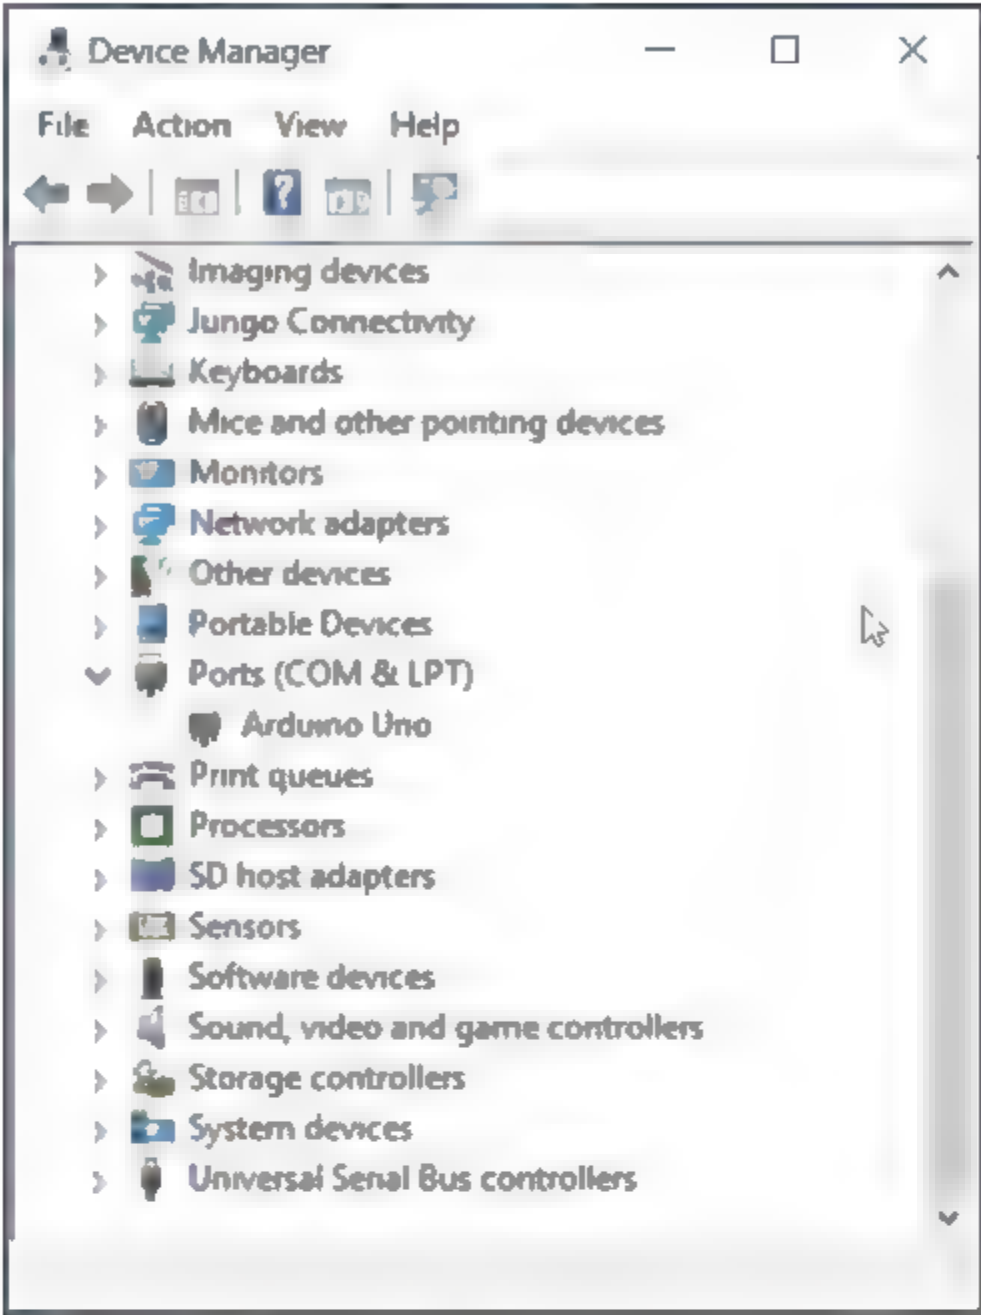 Device Manager
File Action View Help
Imaging devices
Jungo Connectivity
Keyboards
Mice and other pointing devices
Monitors
Network adapters
Other devices
Portable Devices
Ports (COM & LPT)
Arduino Uno
Print queues
Processors
SD host adapters
Sensors
Software devices
Sound, video and game controllers
Storage controllers
System devices
Universal Serial Bus controllers